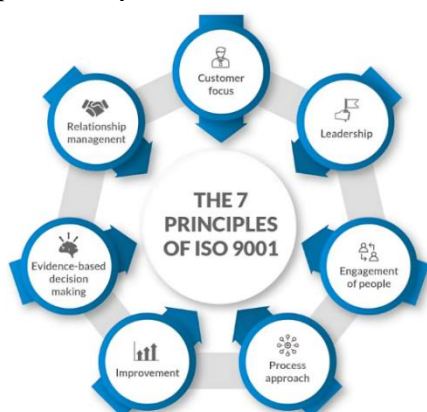 Customer
focus
Leadership
Engagement
of people
Process
approach
Improvement
Evidence-based
decision
making
Relationship
management
THE 7
PRINCIPLES
OF ISO 9001